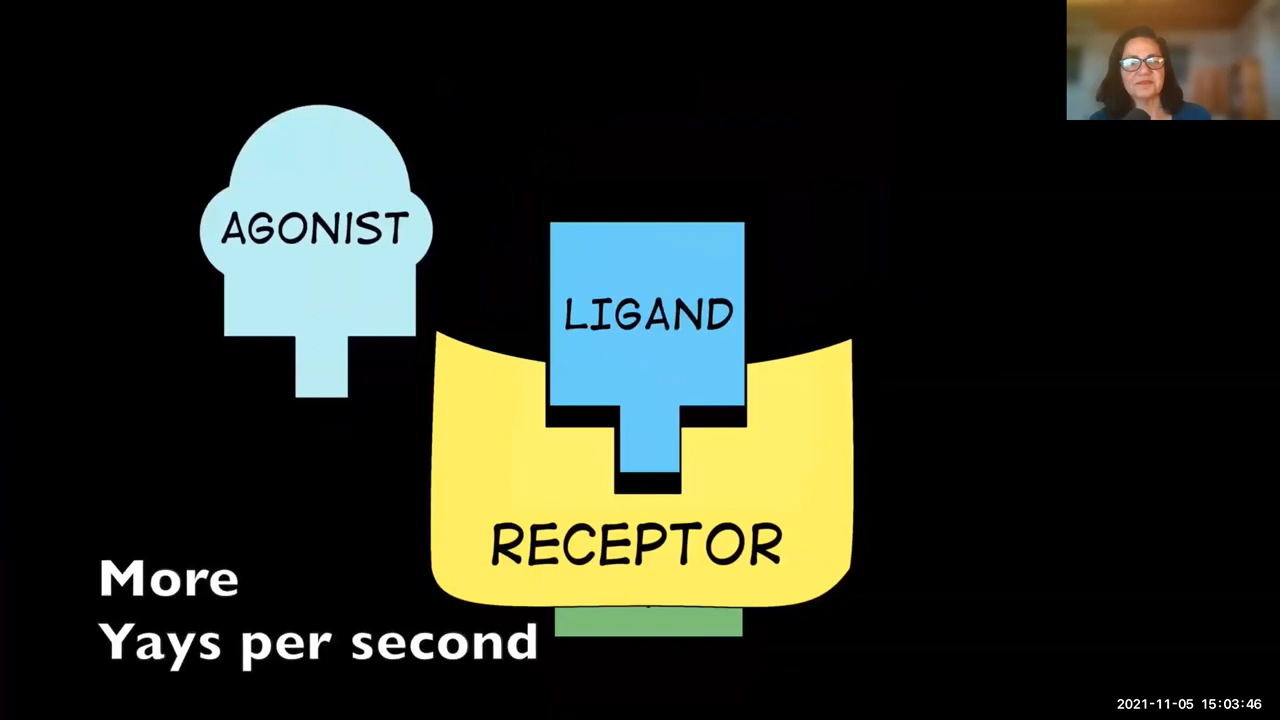 AGONIST
LIGAND
RECEPTOR
More
Yays per second
2021-11-05 15:03:46